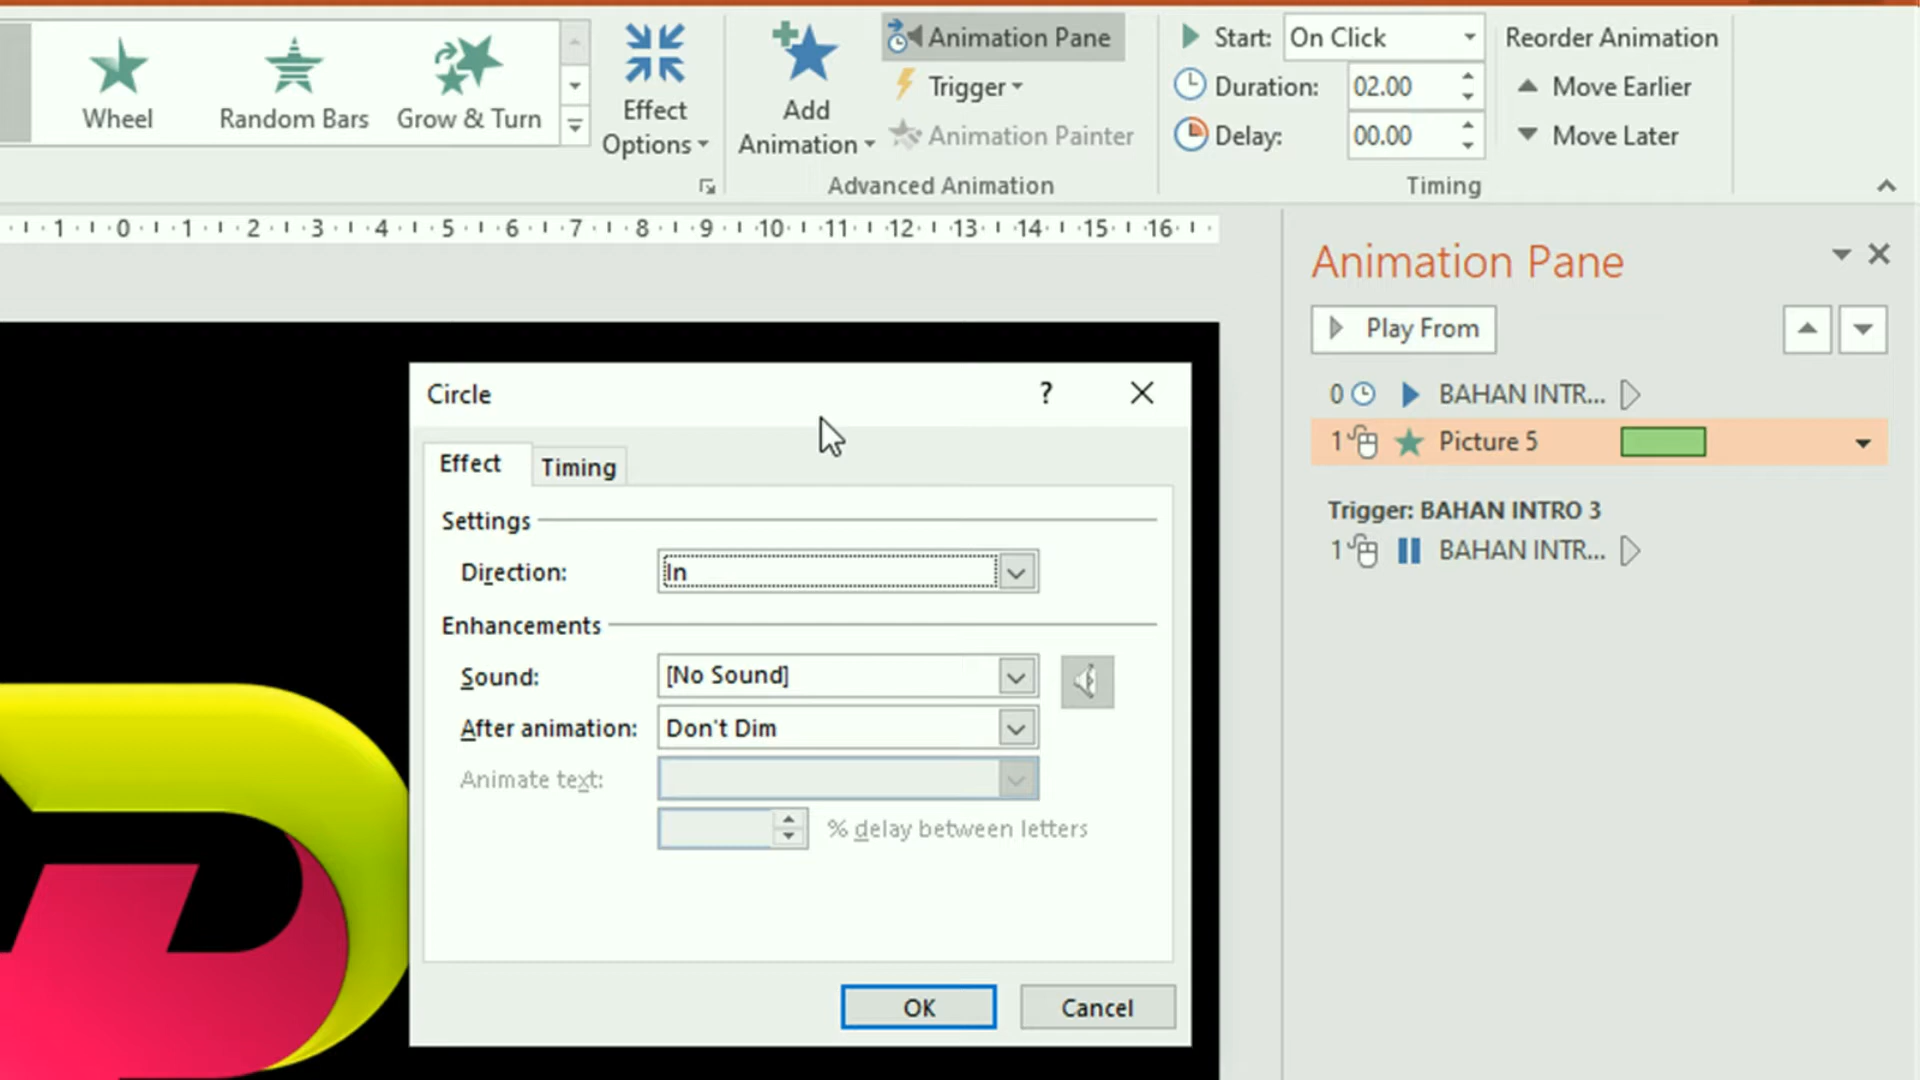 Wheel
Random Bars
Grow & Turn
Effect
Options
Add
Animation
Animation Pane
Trigger
Animation Painter
Advanced Animation
Start: On Click
Duration: 02.00
Delay: 00.00
Timing
Reorder Animation
Move Earlier
Move Later
1 0 1 2 3 4 5 6 7 8 9 10 11 12 13 14 15 16
Animation Pane
Play From
0 BAHAN INTR...
1 Picture 5
Trigger: BAHAN INTRO 3
1 BAHAN INTR...
Circle ?
Effect Timing
Settings
Direction: In
Enhancements
Sound: [No Sound]
After animation: Don't Dim
Animate text:
% delay between letters
OK Cancel